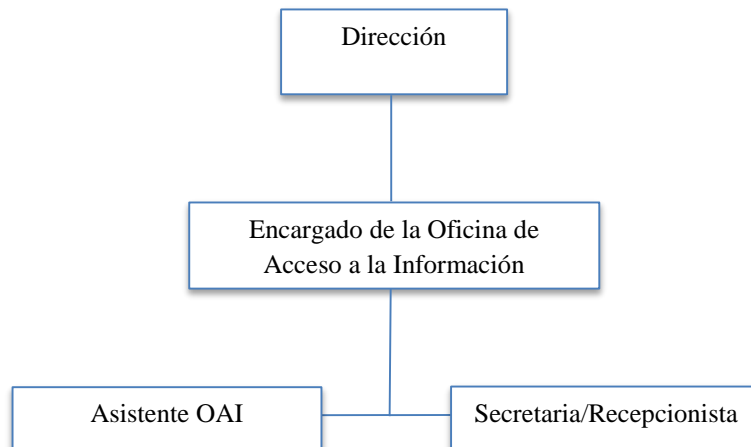 Dirección
Encargado de la Oficina de
Acceso a la Información
Asistente OAI
Secretaria/Recepcionista